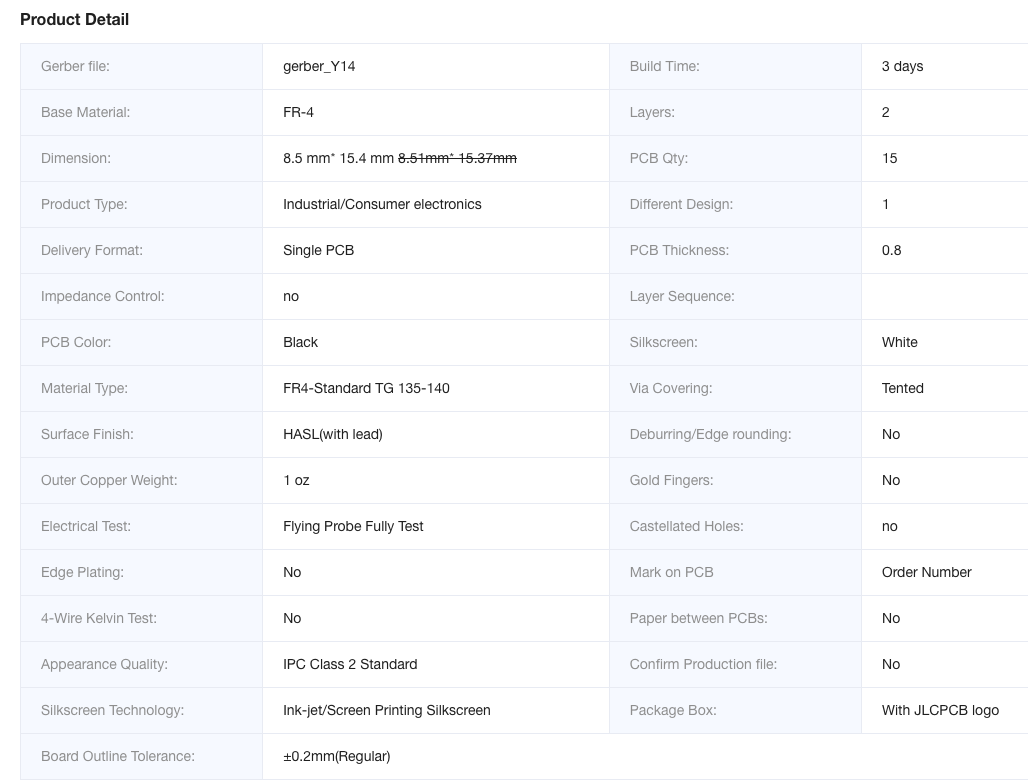 Product Detail
Gerber file: gerber_Y14 Build Time: 3 days
Base Material: FR-4 Layers: 2
Dimension: 8.5 mm* 15.4 mm 8.51mm* 15.37mm PCB Qty: 15
Product Type: Industrial/Consumer electronics Different Design: 1
Delivery Format: Single PCB PCB Thickness: 0.8
Impedance Control: no Layer Sequence:
PCB Color: Black Silkscreen: White
Material Type: FR4-Standard TG 135-140 Via Covering: Tented
Surface Finish: HASL(with lead) Deburring/Edge rounding: No
Outer Copper Weight: 1 oz Gold Fingers: No
Electrical Test: Flying Probe Fully Test Castellated Holes: no
Edge Plating: No Mark on PCB Order Number
4-Wire Kelvin Test: No Paper between PCBs: No
Appearance Quality: IPC Class 2 Standard Confirm Production file: No
Silkscreen Technology: Ink-jet/Screen Printing Silkscreen Package Box: With JLCPCB logo
Board Outline Tolerance: ±0.2mm(Regular)